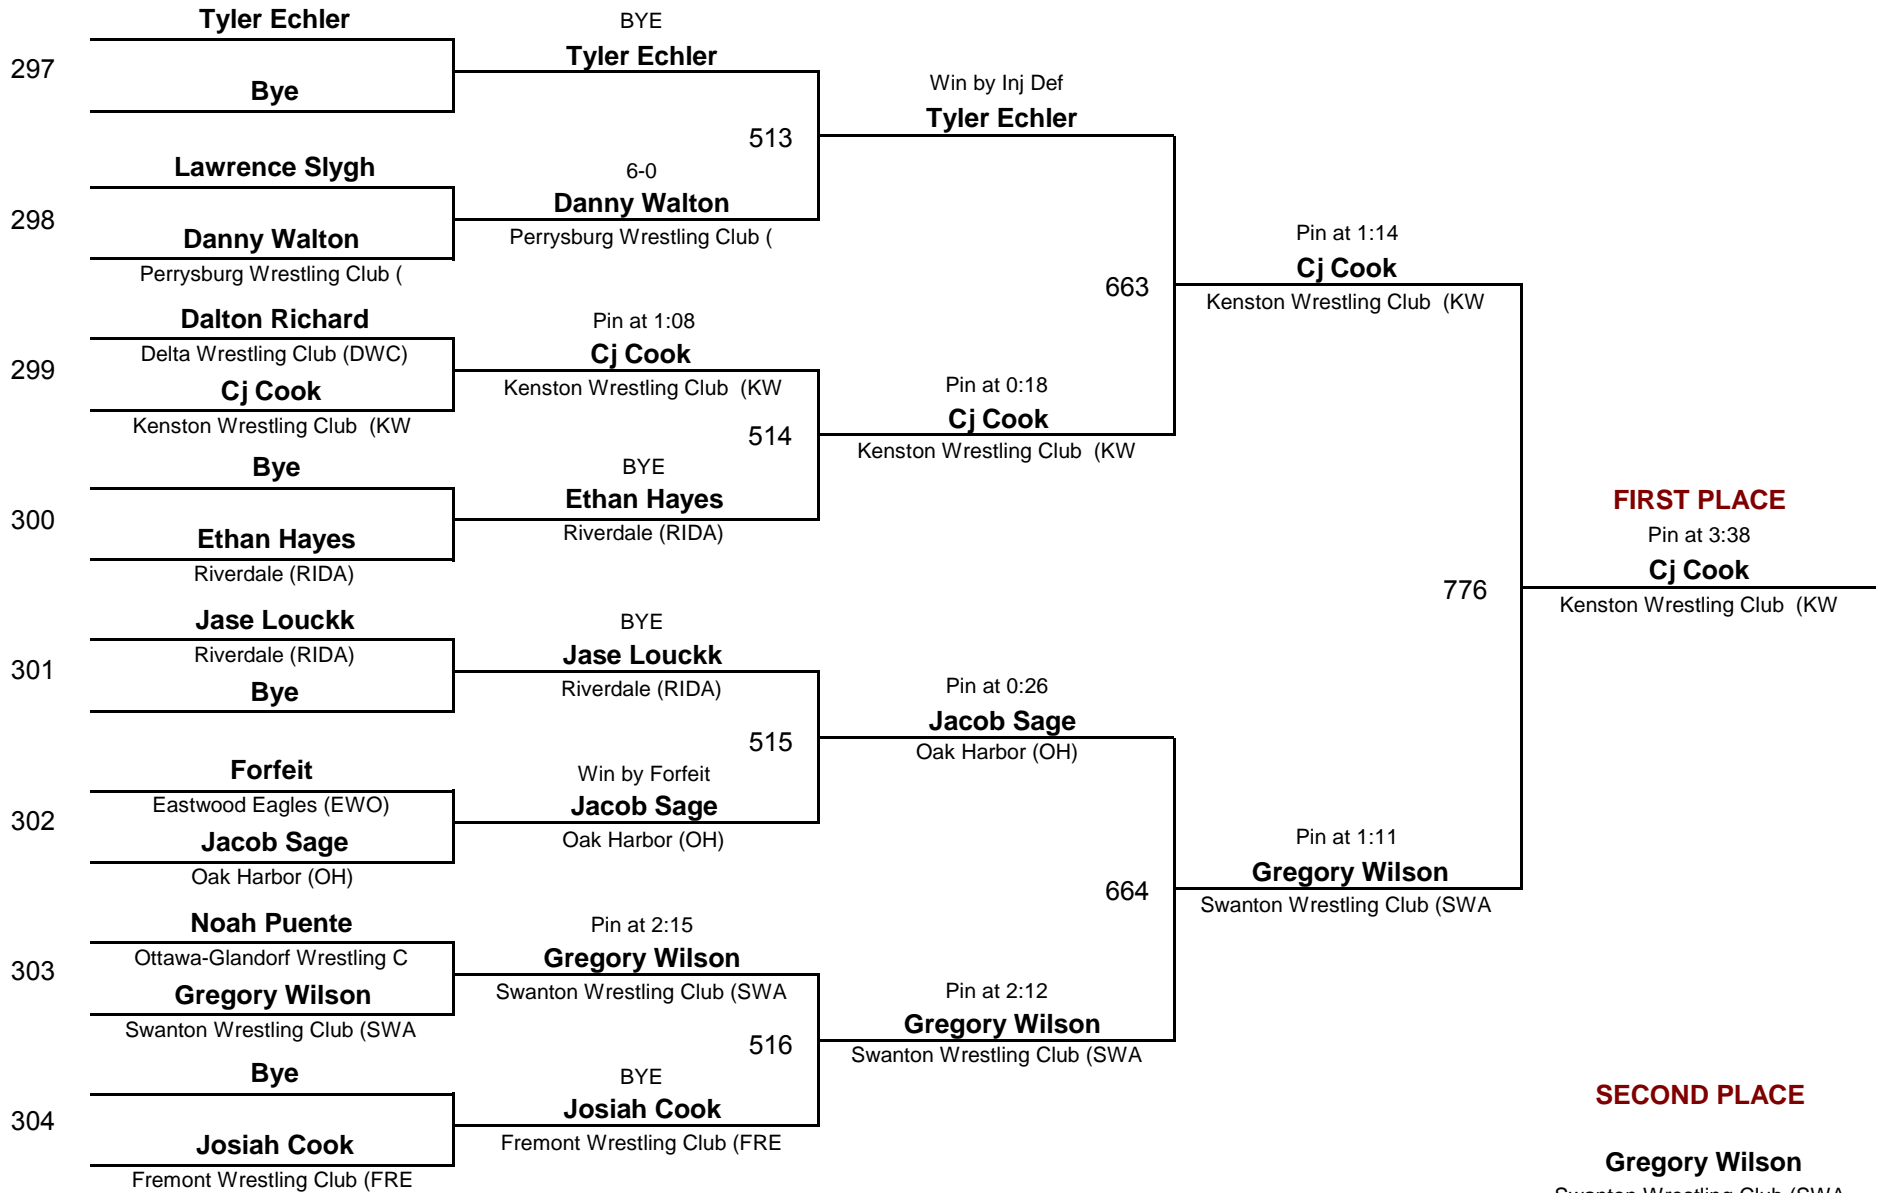 Tyler Echler
297
Bye
Lawrence Slygh
298
Danny Walton
Perrysburg Wrestling Club (
Dalton Richard
Delta Wrestling Club (DWC)
299
Cj Cook
Kenston Wrestling Club  (KW
Bye
300
Ethan Hayes
Riverdale (RIDA)
Jase Louckk
Riverdale (RIDA)
301
Bye
Forfeit
Eastwood Eagles (EWO)
302
Jacob Sage
Oak Harbor (OH)
Noah Puente
Ottawa-Glandorf Wrestling C
303
Gregory Wilson
Swanton Wrestling Club (SWA
Bye
304
Josiah Cook
Fremont Wrestling Club (FRE
BYE
Tyler Echler
513
6-0
Danny Walton
Perrysburg Wrestling Club (
Pin at 1:08
Cj Cook
Kenston Wrestling Club  (KW
514
BYE
Ethan Hayes
Riverdale (RIDA)
BYE
Jase Louckk
Riverdale (RIDA)
515
Win by Forfeit
Jacob Sage
Oak Harbor (OH)
Pin at 2:15
Gregory Wilson
Swanton Wrestling Club (SWA
516
BYE
Josiah Cook
Fremont Wrestling Club (FRE
Win by Inj Def
Tyler Echler
663
Pin at 0:18
Cj Cook
Kenston Wrestling Club  (KW
Pin at 0:26
Jacob Sage
Oak Harbor (OH)
664
Pin at 2:12
Gregory Wilson
Swanton Wrestling Club (SWA
Pin at 1:14
Cj Cook
Kenston Wrestling Club  (KW
776
Pin at 1:11
Gregory Wilson
Swanton Wrestling Club (SWA
FIRST PLACE
Pin at 3:38
Cj Cook
Kenston Wrestling Club  (KW
SECOND PLACE
Gregory Wilson
Swanton Wrestling Club (SWA